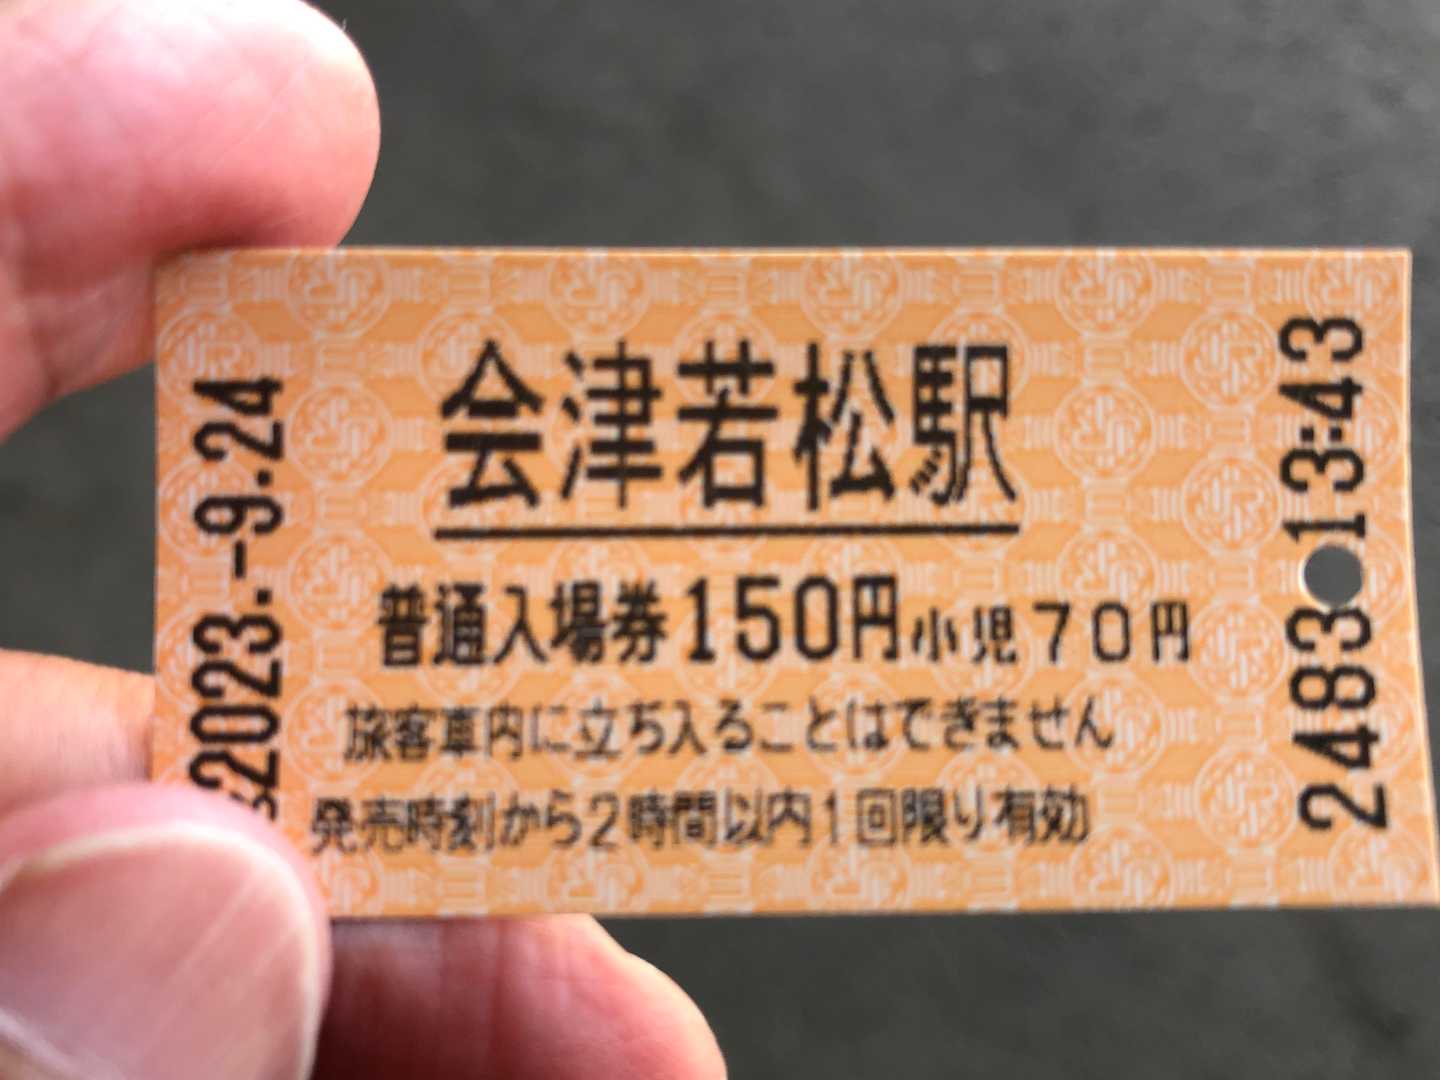 会津若松駅
普通入場券150円小児70円
旅客車内に立ち入ることはできません
発売時刻から2時間以内1回限り有効
2023.-9.24
2483
13:43